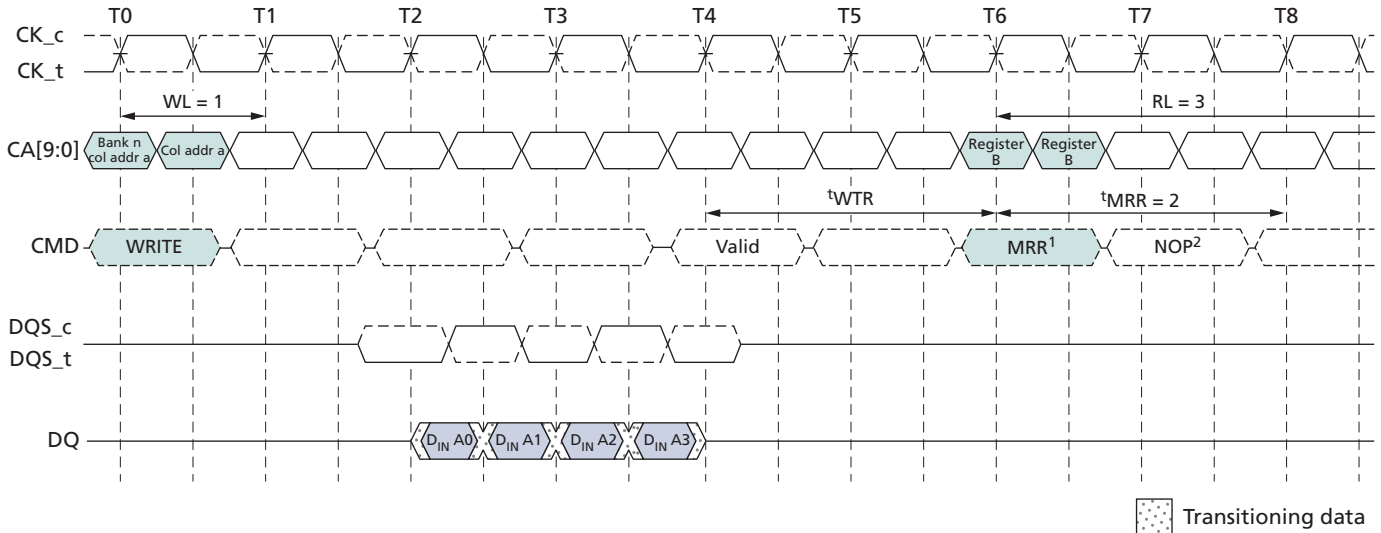 T0 T1 T2 T3 T4 T5 T6 T7 T8
CK_c
CK_t
WL = 1
RL = 3
CA[9:0]
Bank n
col addr a
Col addr a
Register
B
Register
B
tWTR
tMRR = 2
CMD
WRITE
Valid
MRR1
NOP2
DQS_c
DQS_t
DQ
DIN A0
DIN A1
DIN A2
DIN A3
Transitioning data